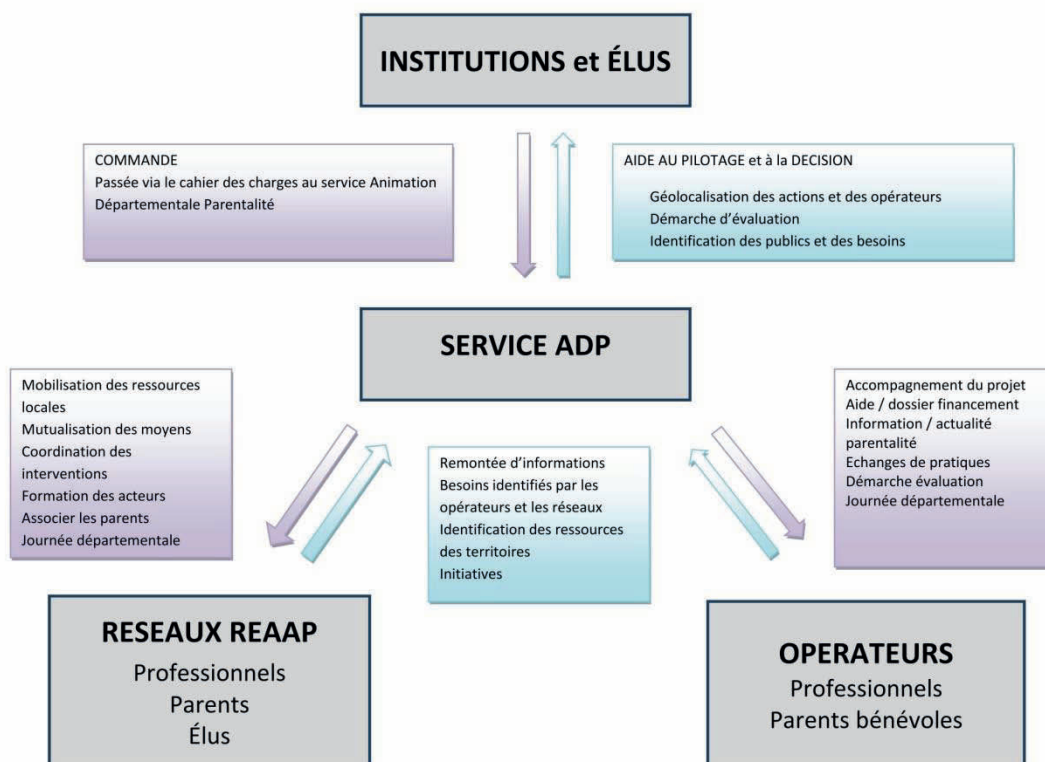 INSTITUTIONS et ÉLUS
COMMANDE
Passée via le cahier des charges au service Animation
Départementale Parentalité
AIDE AU PILOTAGE et à la DECISION
Géolocalisation des actions et des opérateurs
Démarche d'évaluation
Identification des publics et des besoins
SERVICE ADP
Mobilisation des ressources
locales
Mutualisation des moyens
Coordination des
interventions
Formation des acteurs
Associer les parents
Journée départementale
Remontée d'informations
Besoins identifiés par les
opérateurs et les réseaux
Identification des ressources
des territoires
Initiatives
Accompagnement du projet
Aide / dossier financement
Information / actualité
parentalité
Echanges de pratiques
Démarche évaluation
Journée départementale
RESEAUX REAAP
Professionnels
Parents
Élus
OPERATEURS
Professionnels
Parents bénévoles